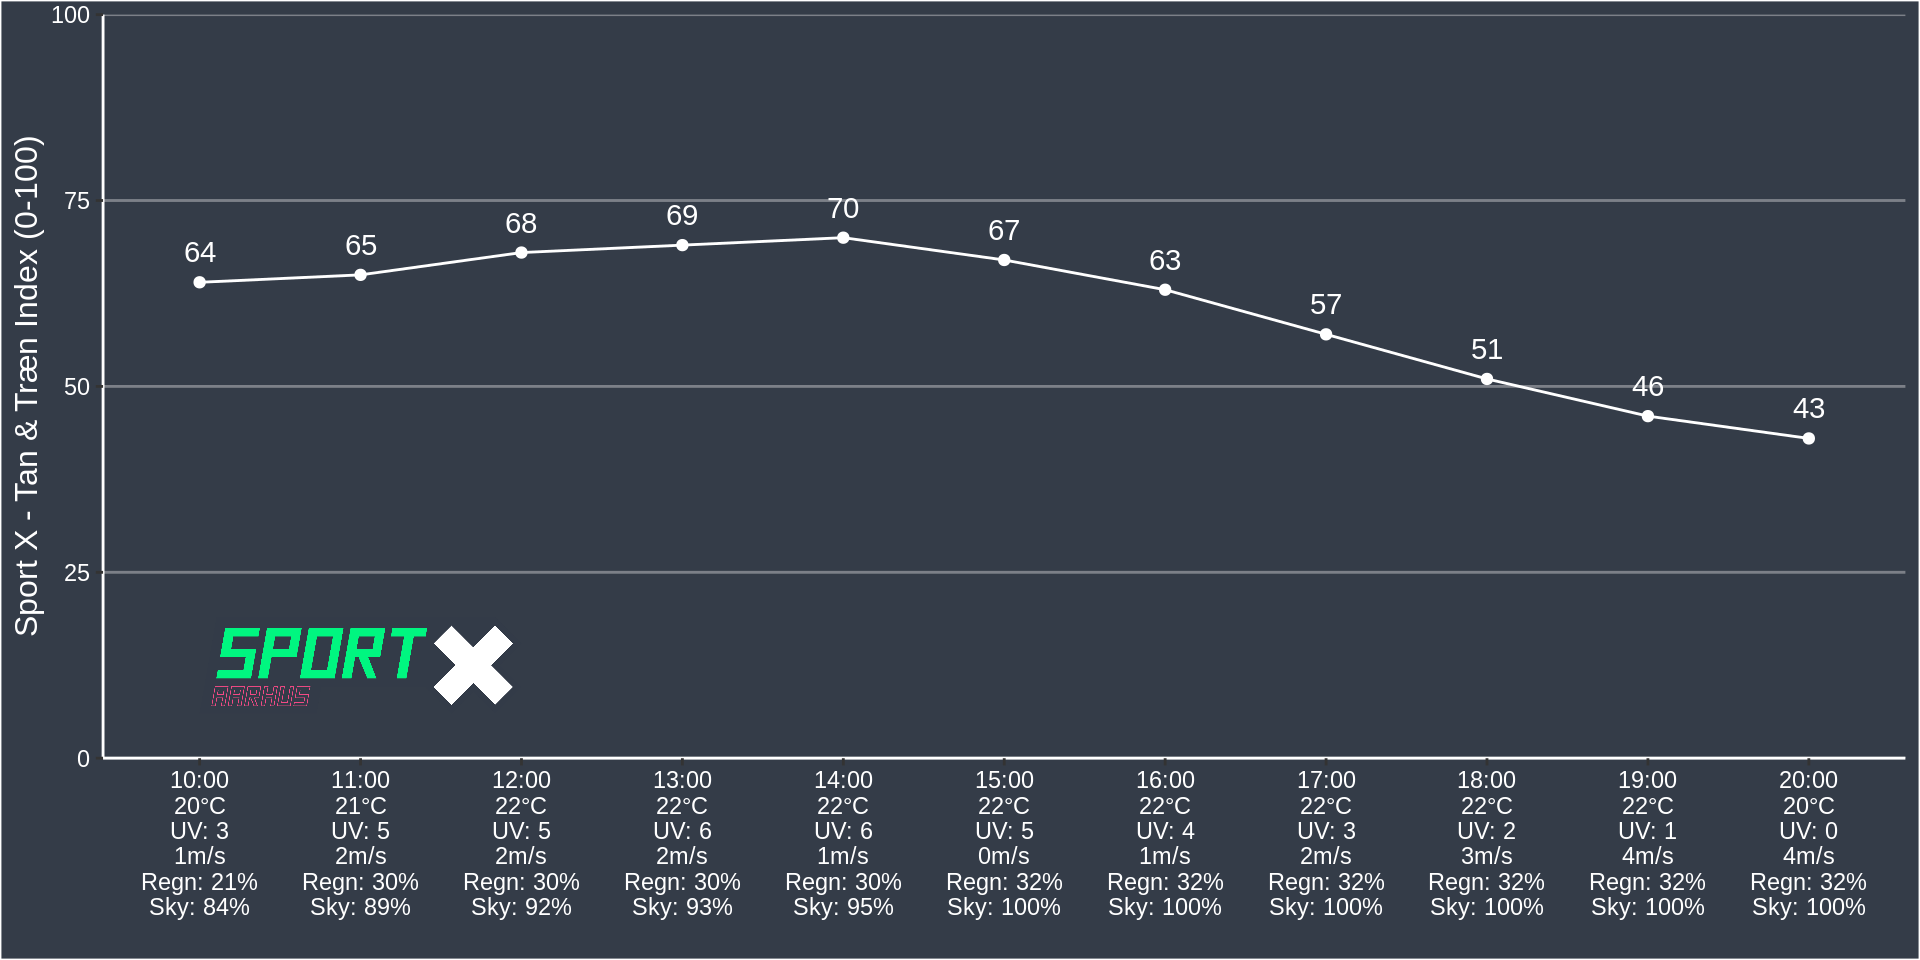 Sport X - Tan & Træn Index (0-100)
100
75
50
25
0
64
65
68
69
70
67
63
57
51
46
43
SPORT X
AARHUS
10:00 11:00 12:00 13:00 14:00 15:00 16:00 17:00 18:00 19:00 20:00
20°C 21°C 22°C 22°C 22°C 22°C 22°C 22°C 22°C 22°C 20°C
UV: 3 UV: 5 UV: 5 UV: 6 UV: 6 UV: 5 UV: 4 UV: 3 UV: 2 UV: 1 UV: 0
1m/s 2m/s 2m/s 2m/s 1m/s 0m/s 1m/s 2m/s 3m/s 4m/s 4m/s
Regn: 21% Regn: 30% Regn: 30% Regn: 30% Regn: 30% Regn: 32% Regn: 32% Regn: 32% Regn: 32% Regn: 32% Regn: 32%
Sky: 84% Sky: 89% Sky: 92% Sky: 93% Sky: 95% Sky: 100% Sky: 100% Sky: 100% Sky: 100% Sky: 100% Sky: 100%